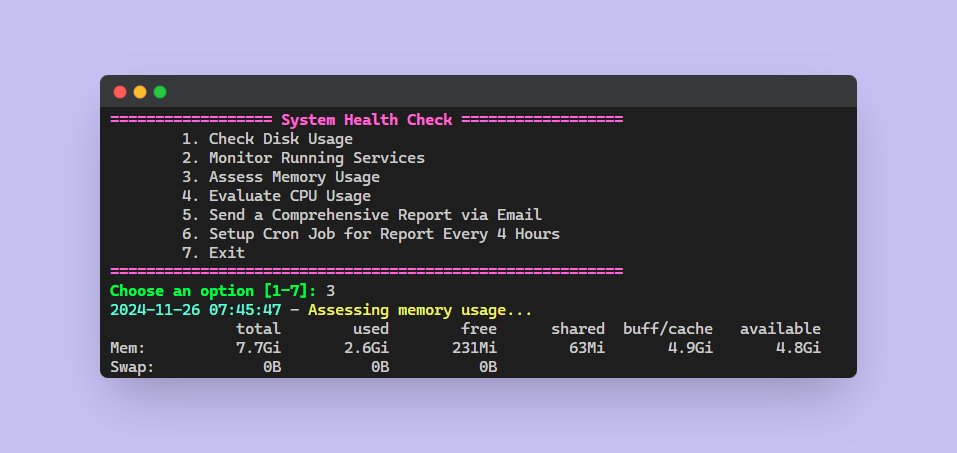 ================== System Health Check ==================
1. Check Disk Usage
2. Monitor Running Services
3. Assess Memory Usage
4. Evaluate CPU Usage
5. Send a Comprehensive Report via Email
6. Setup Cron Job for Report Every 4 Hours
7. Exit
=========================================================
Choose an option [1-7]: 3
2024-11-26 07:45:47 - Assessing memory usage...
total used free shared buff/cache available
Mem: 7.7Gi 2.6Gi 231Mi 63Mi 4.9Gi 4.8Gi
Swap: 0B 0B 0B